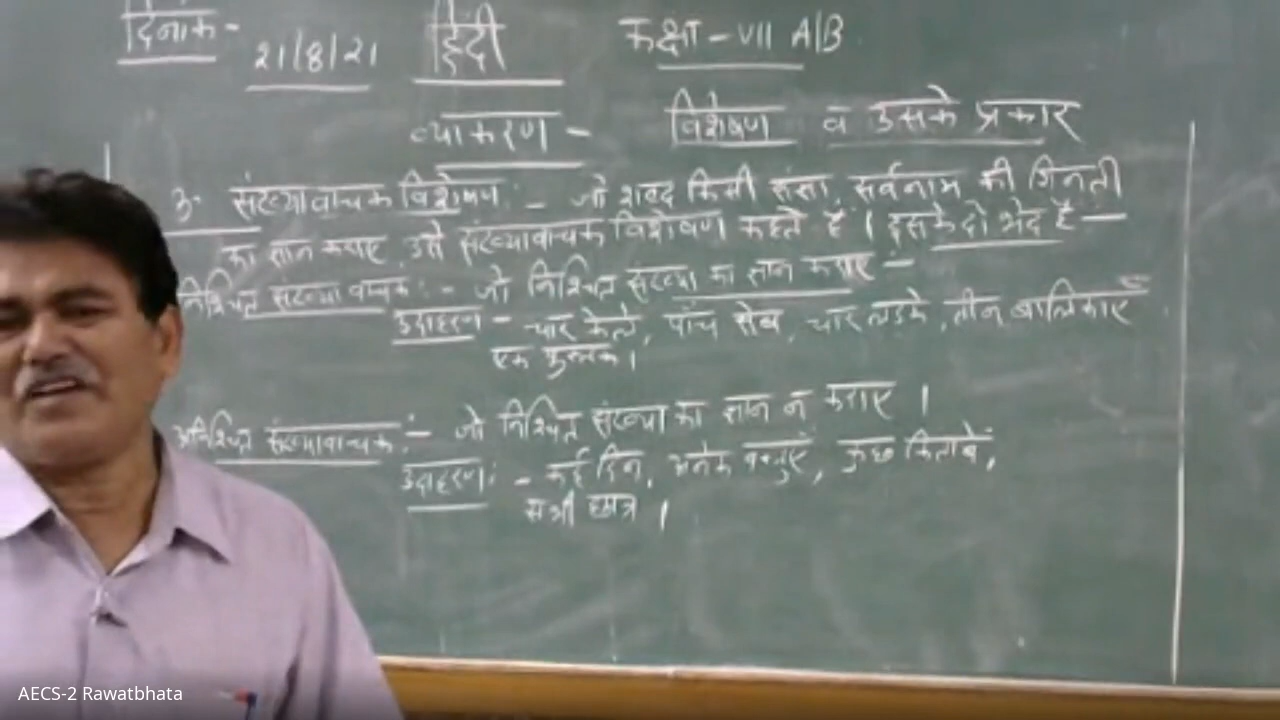 दिनांक- 21/8/21 हिंदी कक्षा - VII A/B
व्याकरण - विशेषण व उसके प्रकार
3. संख्यावाचक विशेषण :- जो शब्द किसी संज्ञा, सर्वनाम की गिनती
का ज्ञान कराए, उसे संख्यावाचक विशेषण कहते हैं। इसके दो भेद है-
निश्चित संख्या वाचक :- जो निश्चित संख्या का ज्ञान कराए -
उदाहरण - चार केले, पांच सेब, चार लडके, तीन बालिकाएँ
एक पुस्तक।
अनिश्चित संख्यावाचक :- जो निश्चित संख्या का ज्ञान न कराए ।
उदाहरण: - कई दिन, अनेक वस्तुएँ, कुछ किताबें,
सभी छात्र ।
AECS-2 Rawatbhata